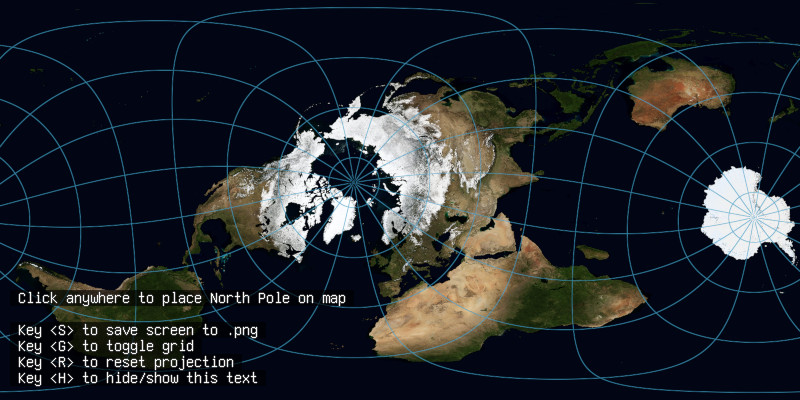 Click anywhere to place North Pole on map
Key <S> to save screen to .png
Key <G> to toggle grid
Key <R> to reset projection
Key <H> to hide/show this text